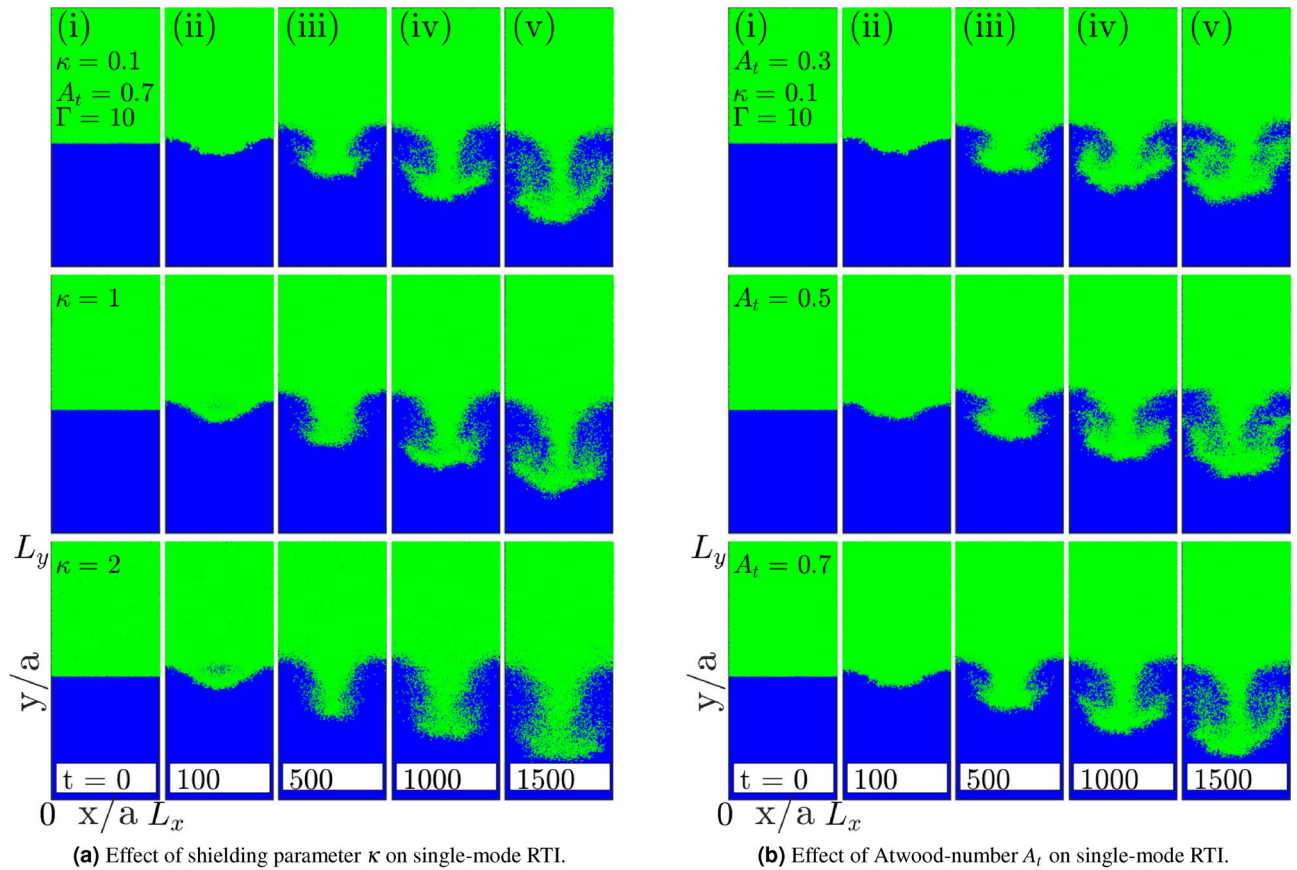 (i) (ii) (iii) (iv) (v)
κ = 0.1
A_t = 0.7
Γ = 10
κ = 1
L_y
κ = 2
y/a
t = 0 100 500 1000 1500
0 x/a L_x
(a) Effect of shielding parameter κ on single-mode RTI.
(i) (ii) (iii) (iv) (v)
A_t = 0.3
κ = 0.1
Γ = 10
A_t = 0.5
L_y
A_t = 0.7
y/a
t = 0 100 500 1000 1500
0 x/a L_x
(b) Effect of Atwood-number A_t on single-mode RTI.